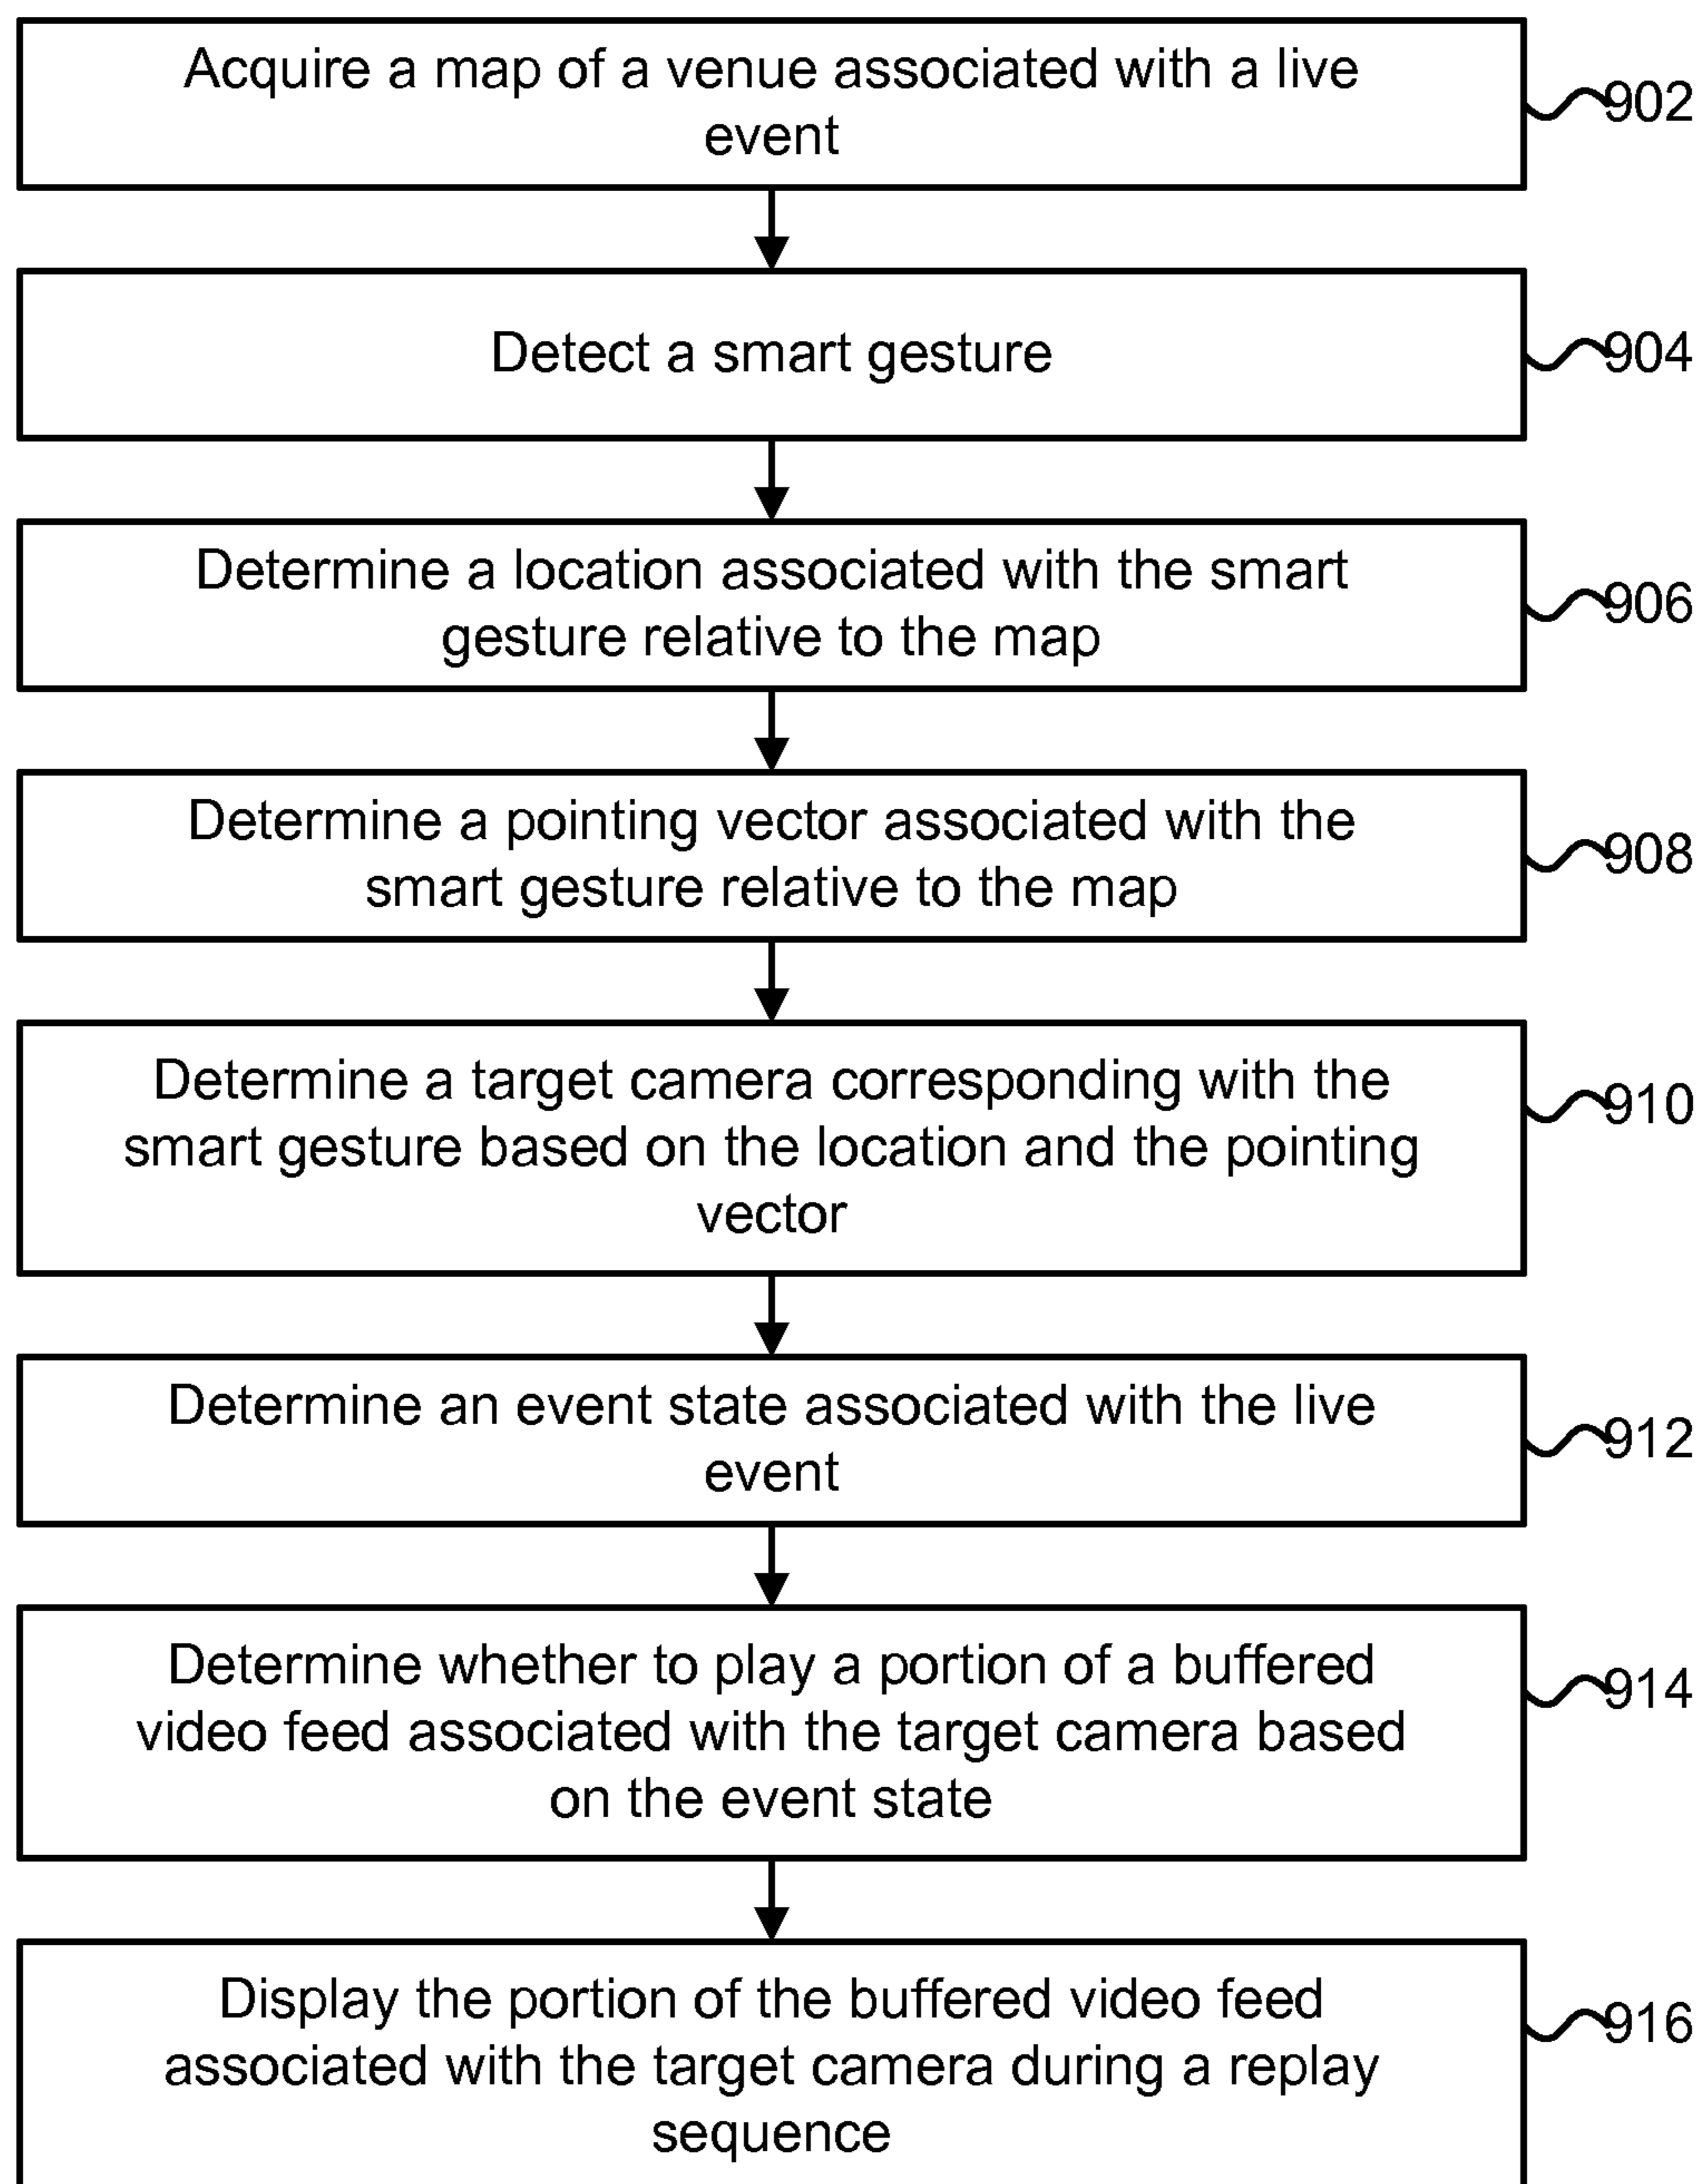 Acquire a map of a venue associated with a live
event
902
Detect a smart gesture
904
Determine a location associated with the smart
gesture relative to the map
906
Determine a pointing vector associated with the
smart gesture relative to the map
908
Determine a target camera corresponding with the
smart gesture based on the location and the pointing
vector
910
Determine an event state associated with the live
event
912
Determine whether to play a portion of a buffered
video feed associated with the target camera based
on the event state
914
Display the portion of the buffered video feed
associated with the target camera during a replay
sequence
916